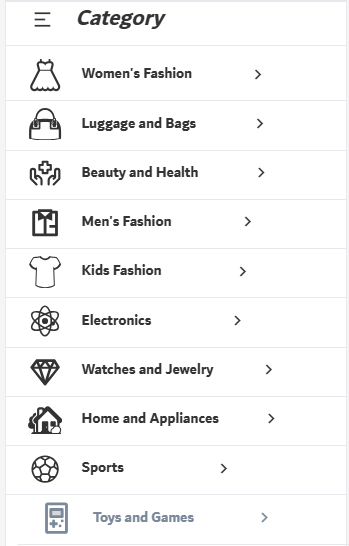 Category
Women's Fashion
Luggage and Bags
Beauty and Health
Men's Fashion
Kids Fashion
Electronics
Watches and Jewelry
Home and Appliances
Sports
Toys and Games